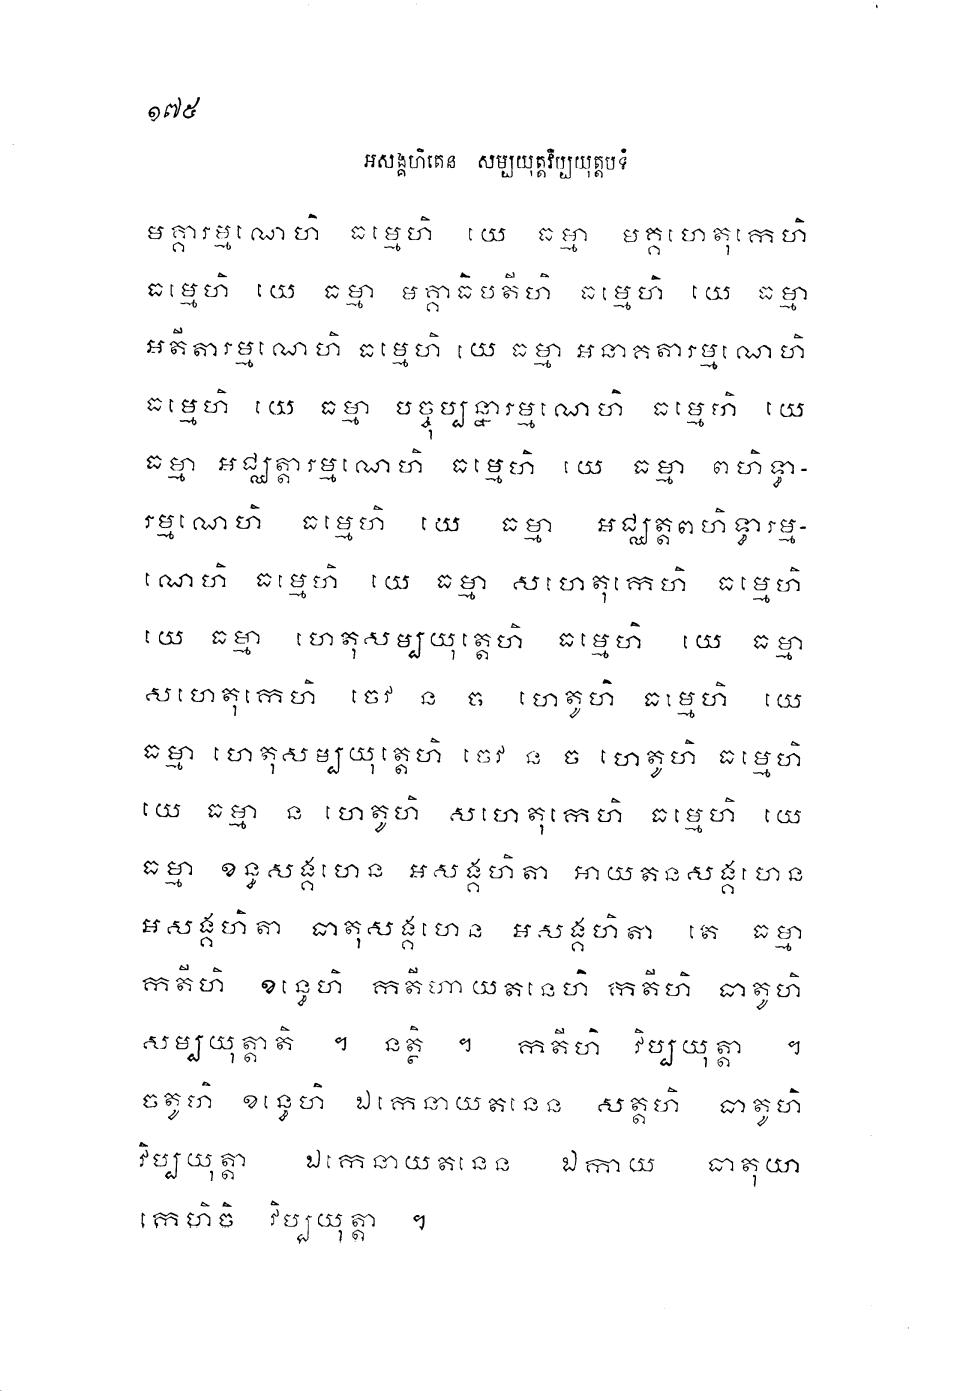 ១៧៥
អសង្គហិតេន សម្បយុត្តវិប្បយុត្តបទំ
មគ្គារម្មណេហិ ធម្មេហិ យេ ធម្មា មគ្គហេតុកេហិ
ធម្មេហិ យេ ធម្មា មគ្គាធិបតីហិ ធម្មេហិ យេ ធម្មា
អតីតារម្មណេហិ ធម្មេហិ យេ ធម្មា អនាគតារម្មណេហិ
ធម្មេហិ យេ ធម្មា បច្ចុប្បន្នារម្មណេហិ ធម្មេហិ យេ
ធម្មា អជ្ឈត្តារម្មណេហិ ធម្មេហិ យេ ធម្មា ពហិទ្ធា-
រម្មណេហិ ធម្មេហិ យេ ធម្មា អជ្ឈត្តពហិទ្ធារម្ម-
ណេហិ ធម្មេហិ យេ ធម្មា សហេតុកេហិ ធម្មេហិ
យេ ធម្មា ហេតុសម្បយុត្តេហិ ធម្មេហិ យេ ធម្មា
សហេតុកេហិ ចេវ ន ច ហេតូហិ ធម្មេហិ យេ
ធម្មា ហេតុសម្បយុត្តេហិ ចេវ ន ច ហេតូហិ ធម្មេហិ
យេ ធម្មា ន ហេតូហិ សហេតុកេហិ ធម្មេហិ យេ
ធម្មា ខន្ធសង្គហេន អសង្គហិតា អាយតនសង្គហេន
អសង្គហិតា ធាតុសង្គហេន អសង្គហិតា តេ ធម្មា
កតីហិ ខន្ធេហិ កតីហាយតនេហិ កតីហិ ធាតូហិ
សម្បយុត្តាតិ ។ នត្ថិ ។ កតីហិ វិប្បយុត្តា ។
ចតូហិ ខន្ធេហិ ឯកេនាយតនេន សត្តហិ ធាតូហិ
វិប្បយុត្តា ឯកេនាយតនេន ឯកាយ ធាតុយា
កេហិចិ វិប្បយុត្តា ។